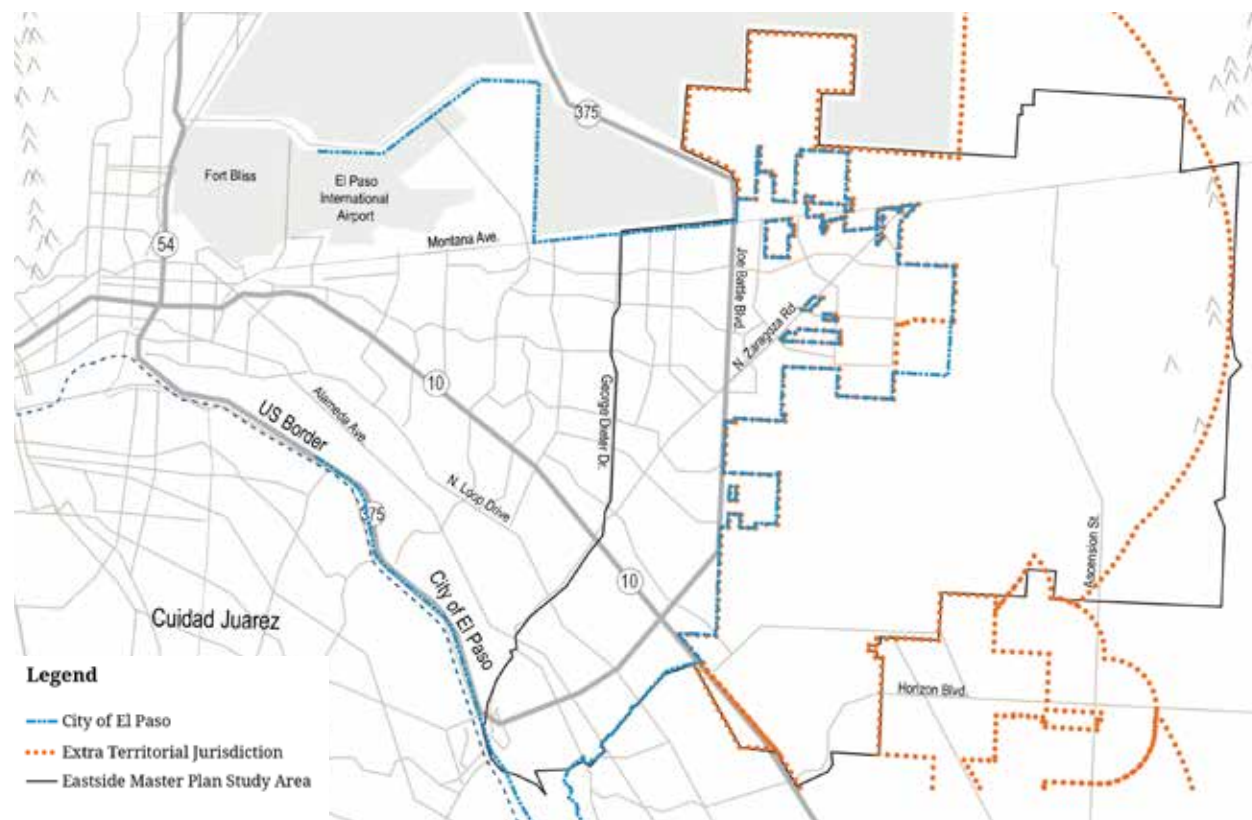 375
Fort Bliss
El Paso
International
Airport
54
Montana Ave.
Joe Battle Blvd.
N. Zaragoza Rd.
10
George Dieter Dr.
Alameda Ave.
US Border
N. Loop Drive
375
Ascension St.
10
City of El Paso
Cuidad Juarez
Horizon Blvd.
Legend
City of El Paso
Extra Territorial Jurisdiction
Eastside Master Plan Study Area